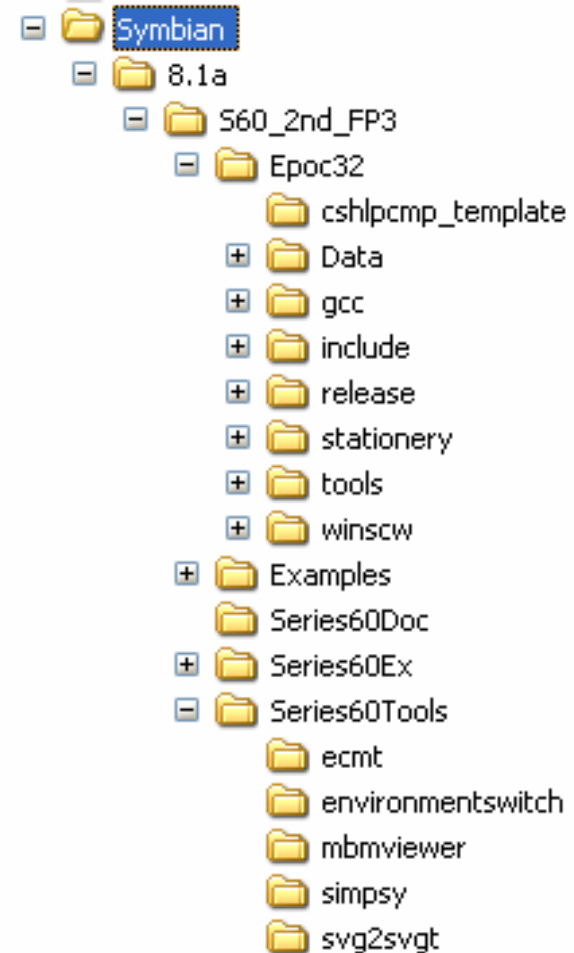 Symbian
8.1a
S60_2nd_FP3
Epoc32
cshlpcmp_template
Data
gcc
include
release
stationery
tools
winscw
Examples
Series60Doc
Series60Ex
Series60Tools
ecmt
environmentswitch
mbmviewer
simpsy
svg2svgt